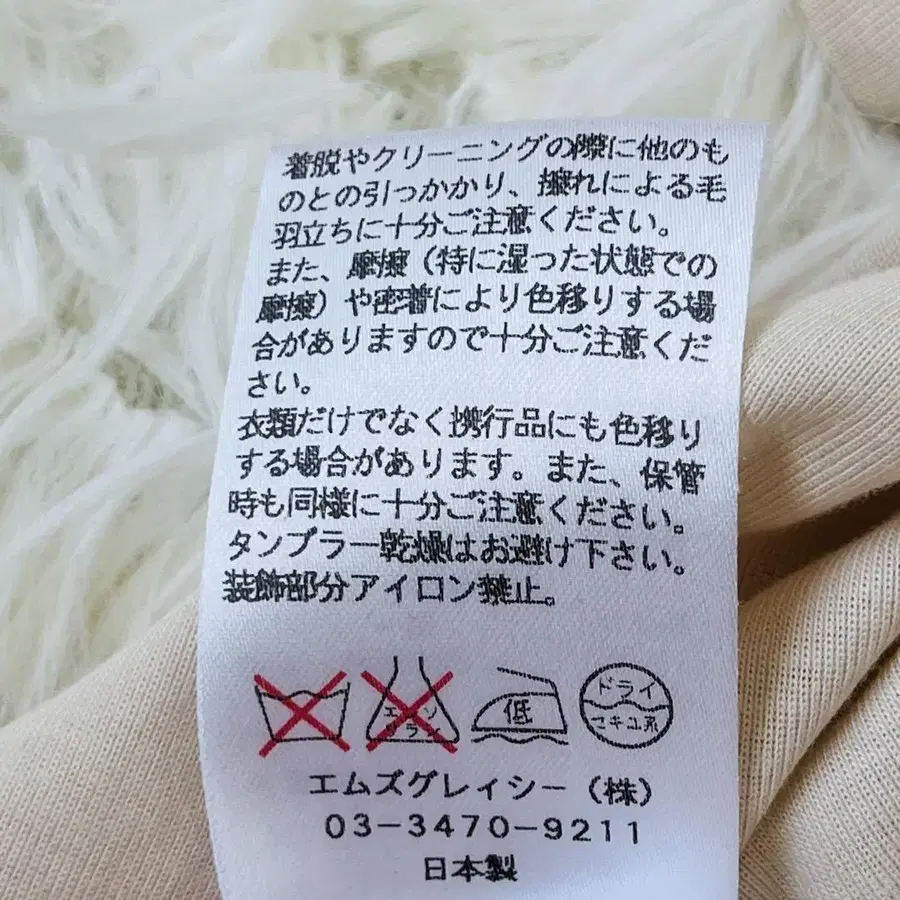 着脱やクリーニングの際に他のも
のとの引っかかり、擦れによる毛
羽立ちに十分ご注意ください。
また、摩擦（特に湿った状態での
摩擦）や密着により色移りする場
合がありますので十分ご注意くだ
さい。
衣類だけでなく携行品にも色移り
する場合があります。また、保管
時も同様に十分ご注意ください。
タンブラー乾燥はお避け下さい。
装飾部分アイロン禁止。
エンソ
サラシ
低
ドライ
セキユ系
エムズグレイシー（株）
03-3470-9211
日本製